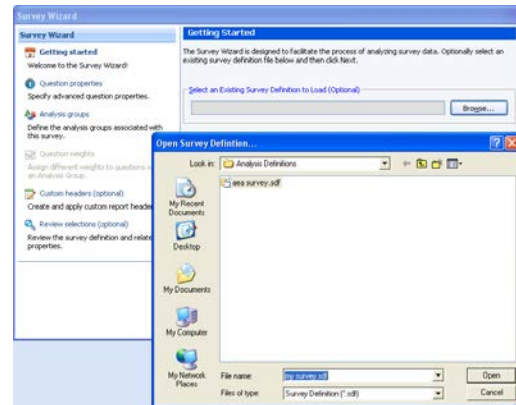 Survey Wizard
Survey Wizard
Getting started
Welcome to the Survey Wizard!
Question properties
Specify advanced question properties.
Analysis groups
Define the analysis groups associated with
this survey.
Question weights
Assign different weights to questions
an Analysis Group.
Custom headers (optional)
Create and apply custom report heade
Review selections (optional)
Review the survey definition and relate
properties.
Getting Started
The Survey Wizard is designed to facilitate the process of analyzing survey data. Optionally select an
existing survey definition file below and then click Next.
Select an Existing Survey Definition to Load (Optional)
Browse...
Open Survey Defintion...
Look in:
Analysis Definitions
aea survey.sdf
My Recent
Documents
Desktop
My Documents
My Computer
My Network
Places
File name:
my survey.sdf
Open
Files of type:
Survey Definition (*.sdf)
Cancel